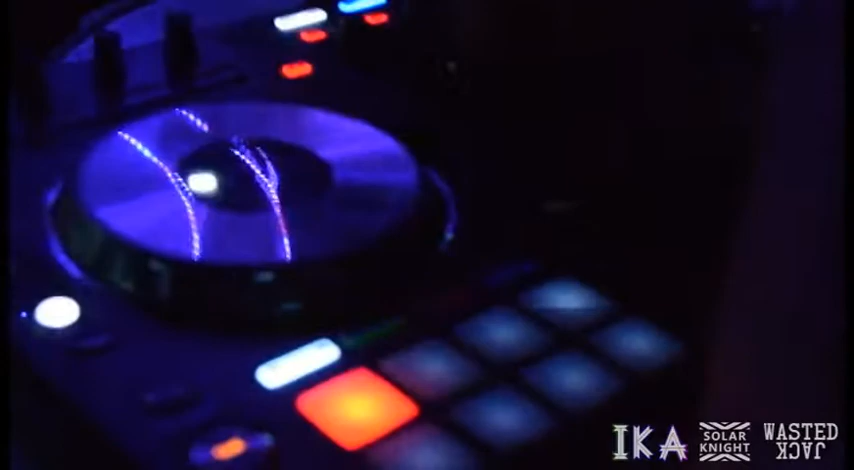 IKA
SOLAR
KNIGHT
WASTED
JACK